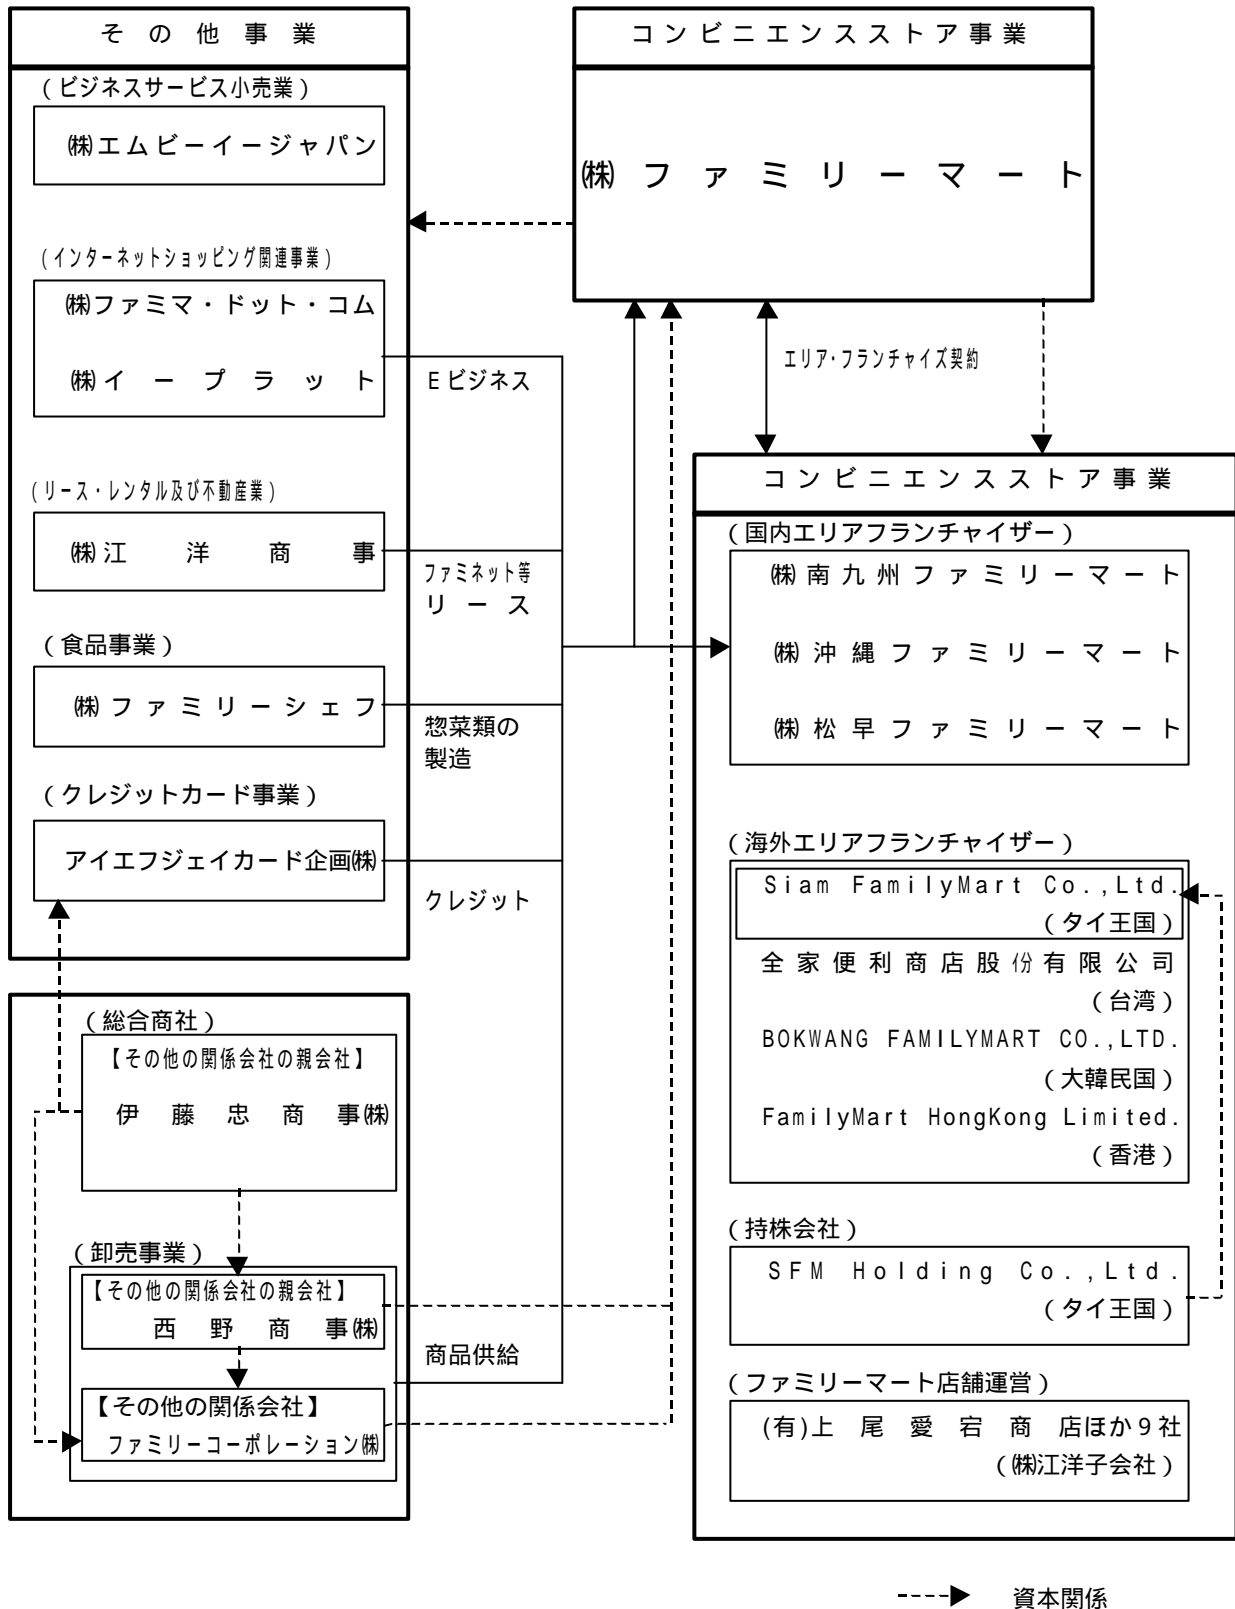 その他事業
(ビジネスサービス小売業)
㈱エムビーイージャパン
(インターネットショッピング関連事業)
㈱ファミマ・ドット・コム
㈱イープラット
Eビジネス
(リース・レンタル及び不動産業)
㈱江洋商事
ファミネット等
リース
(食品事業)
㈱ファミリーシェフ
惣菜類の
製造
(クレジットカード事業)
アイエフジェイカード企画㈱
クレジット
(総合商社)
【その他の関係会社の親会社】
伊藤忠商事㈱
(卸売事業)
【その他の関係会社の親会社】
西野商事㈱
商品供給
【その他の関係会社】
ファミリーコーポレーション㈱
コンビニエンスストア事業
㈱ファミリーマート
エリア・フランチャイズ契約
コンビニエンスストア事業
(国内エリアフランチャイザー)
㈱南九州ファミリーマート
㈱沖縄ファミリーマート
㈱松早ファミリーマート
(海外エリアフランチャイザー)
Siam FamilyMart Co.,Ltd.
(タイ王国)
全家便利商店股份有限公司
(台湾)
BOKWANG FAMILYMART CO.,LTD.
(大韓民国)
FamilyMart HongKong Limited.
(香港)
(持株会社)
SFM Holding Co.,Ltd.
(タイ王国)
(ファミリーマート店舗運営)
(有)上尾愛宕商店ほか9社
(㈱江洋子会社)
資本関係